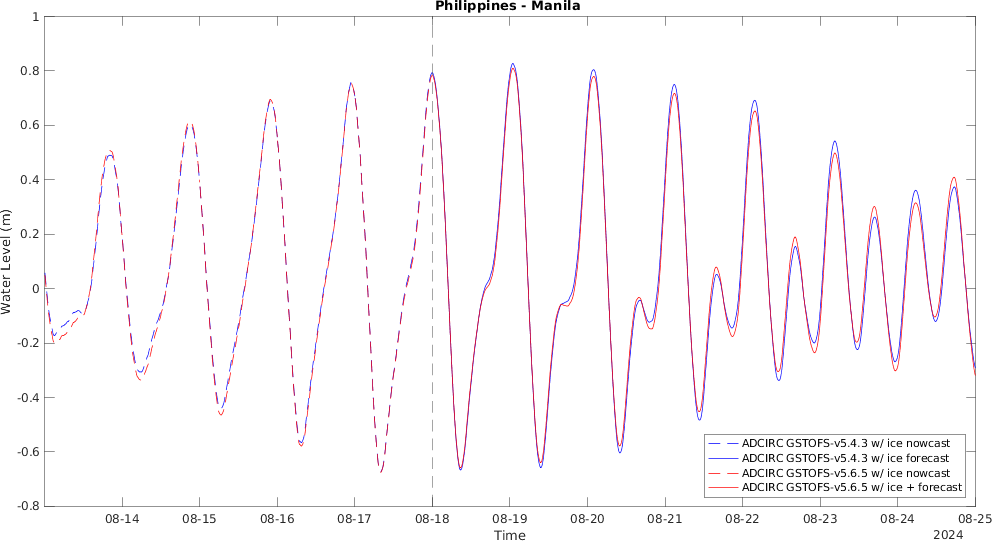 Philippines - Manila
1
0.8
0.6
0.4
0.2
0
-0.2
-0.4
-0.6
-0.8
Water Level (m)
ADCIRC GSTOFS-v5.4.3 w/ ice nowcast
ADCIRC GSTOFS-v5.4.3 w/ ice forecast
ADCIRC GSTOFS-v5.6.5 w/ ice nowcast
ADCIRC GSTOFS-v5.6.5 w/ ice + forecast
08-14 08-15 08-16 08-17 08-18 08-19 08-20 08-21 08-22 08-23 08-24 08-25
Time
2024